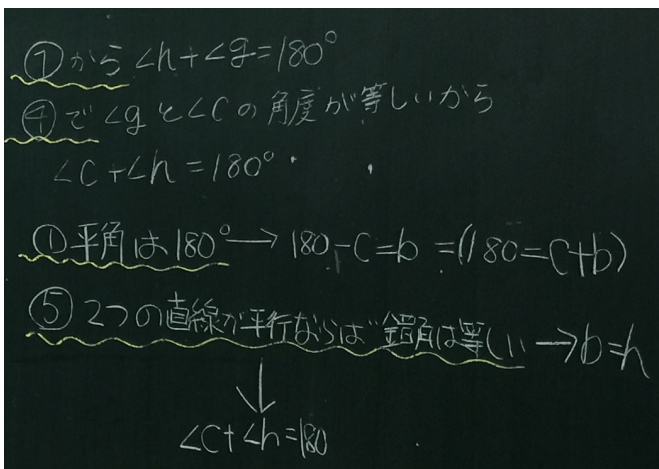 ①から∠h+∠g=180°
④で∠gと∠cの角度が等しいから
∠c+∠h=180°
①平角は180°→180-c=b=(180=c+b)
⑤2つの直線が平行ならば錯角は等しい→b=h
↓
∠c+∠h=180